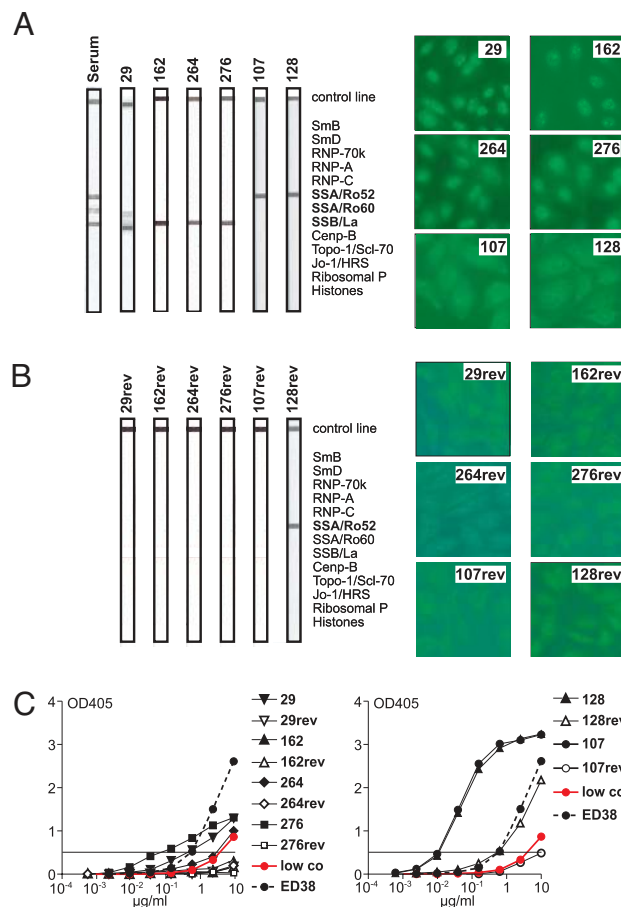 A
Serum 29 162 264 276 107 128
control line
SmB
SmD
RNP-70k
RNP-A
RNP-C
SSA/Ro52
SSA/Ro60
SSB/La
Cenp-B
Topo-1/Scl-70
Jo-1/HRS
Ribosomal P
Histones
29 162
264 276
107 128
B
29rev 162rev 264rev 276rev 107rev 128rev
control line
SmB
SmD
RNP-70k
RNP-A
RNP-C
SSA/Ro52
SSA/Ro60
SSB/La
Cenp-B
Topo-1/Scl-70
Jo-1/HRS
Ribosomal P
Histones
29rev 162rev
264rev 276rev
107rev 128rev
C
OD405
4
3
2
1
0
10⁻⁴ 10⁻³ 10⁻² 10⁻¹ 1 10
µg/ml
29
29rev
162
162rev
264
264rev
276
276rev
low co
ED38
OD405
4
3
2
1
0
10⁻⁴ 10⁻³ 10⁻² 10⁻¹ 1 10
µg/ml
128
128rev
107
107rev
low co
ED38